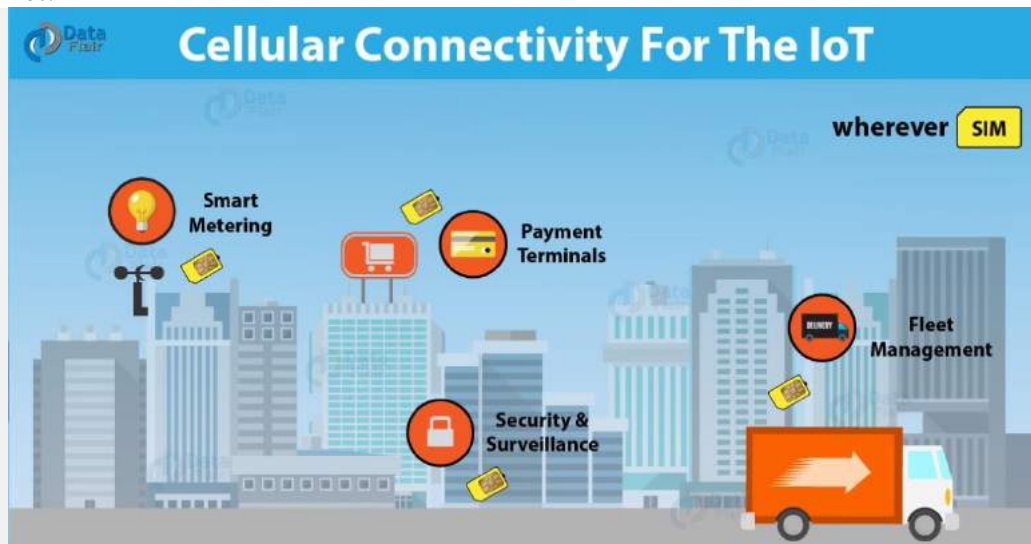 Data
Flair
Cellular Connectivity For The IoT
wherever SIM
Smart
Metering
Payment
Terminals
DELIVERY
Fleet
Management
Security &
Surveillance